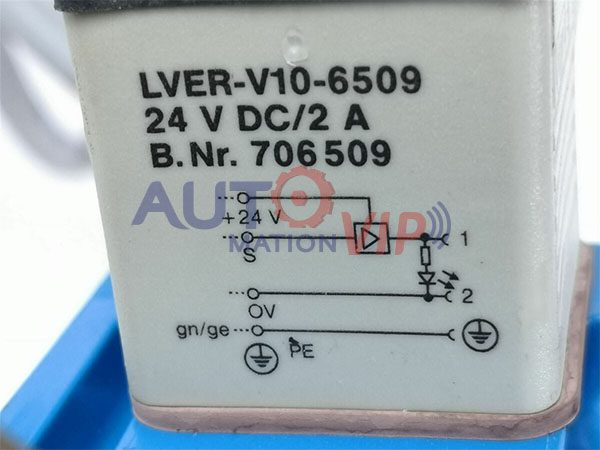 LVER-V10-6509
24 V DC/2 A
B.Nr. 706509
+24 V
S
1
2
OV
gn/ge
PE
AUTOMATION VIP